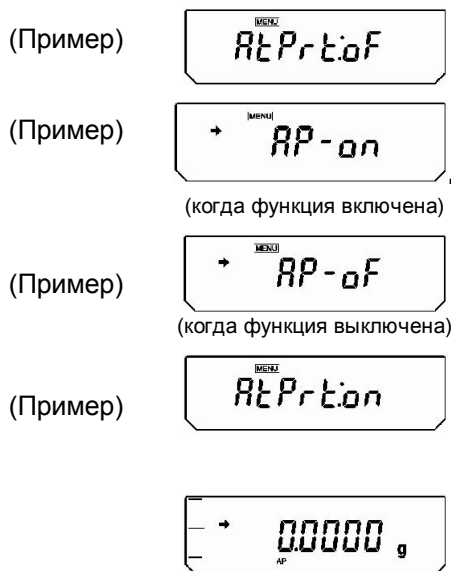 (Пример)
MENU
AtPrt:oF
(Пример)
MENU
➔ AP-on
(когда функция включена)
(Пример)
MENU
➔ AP-oF
(когда функция выключена)
(Пример)
MENU
AtPrt:on
➔ 0.0000 g
AP